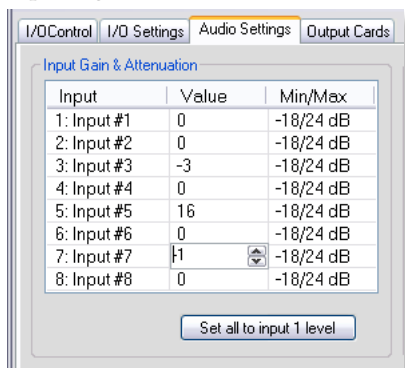 I/OControl I/O Settings Audio Settings Output Cards
Input Gain & Attenuation
Input Value Min/Max
1: Input #1 0 -18/24 dB
2: Input #2 0 -18/24 dB
3: Input #3 -3 -18/24 dB
4: Input #4 0 -18/24 dB
5: Input #5 16 -18/24 dB
6: Input #6 0 -18/24 dB
7: Input #7 -1 -18/24 dB
8: Input #8 0 -18/24 dB
Set all to input 1 level